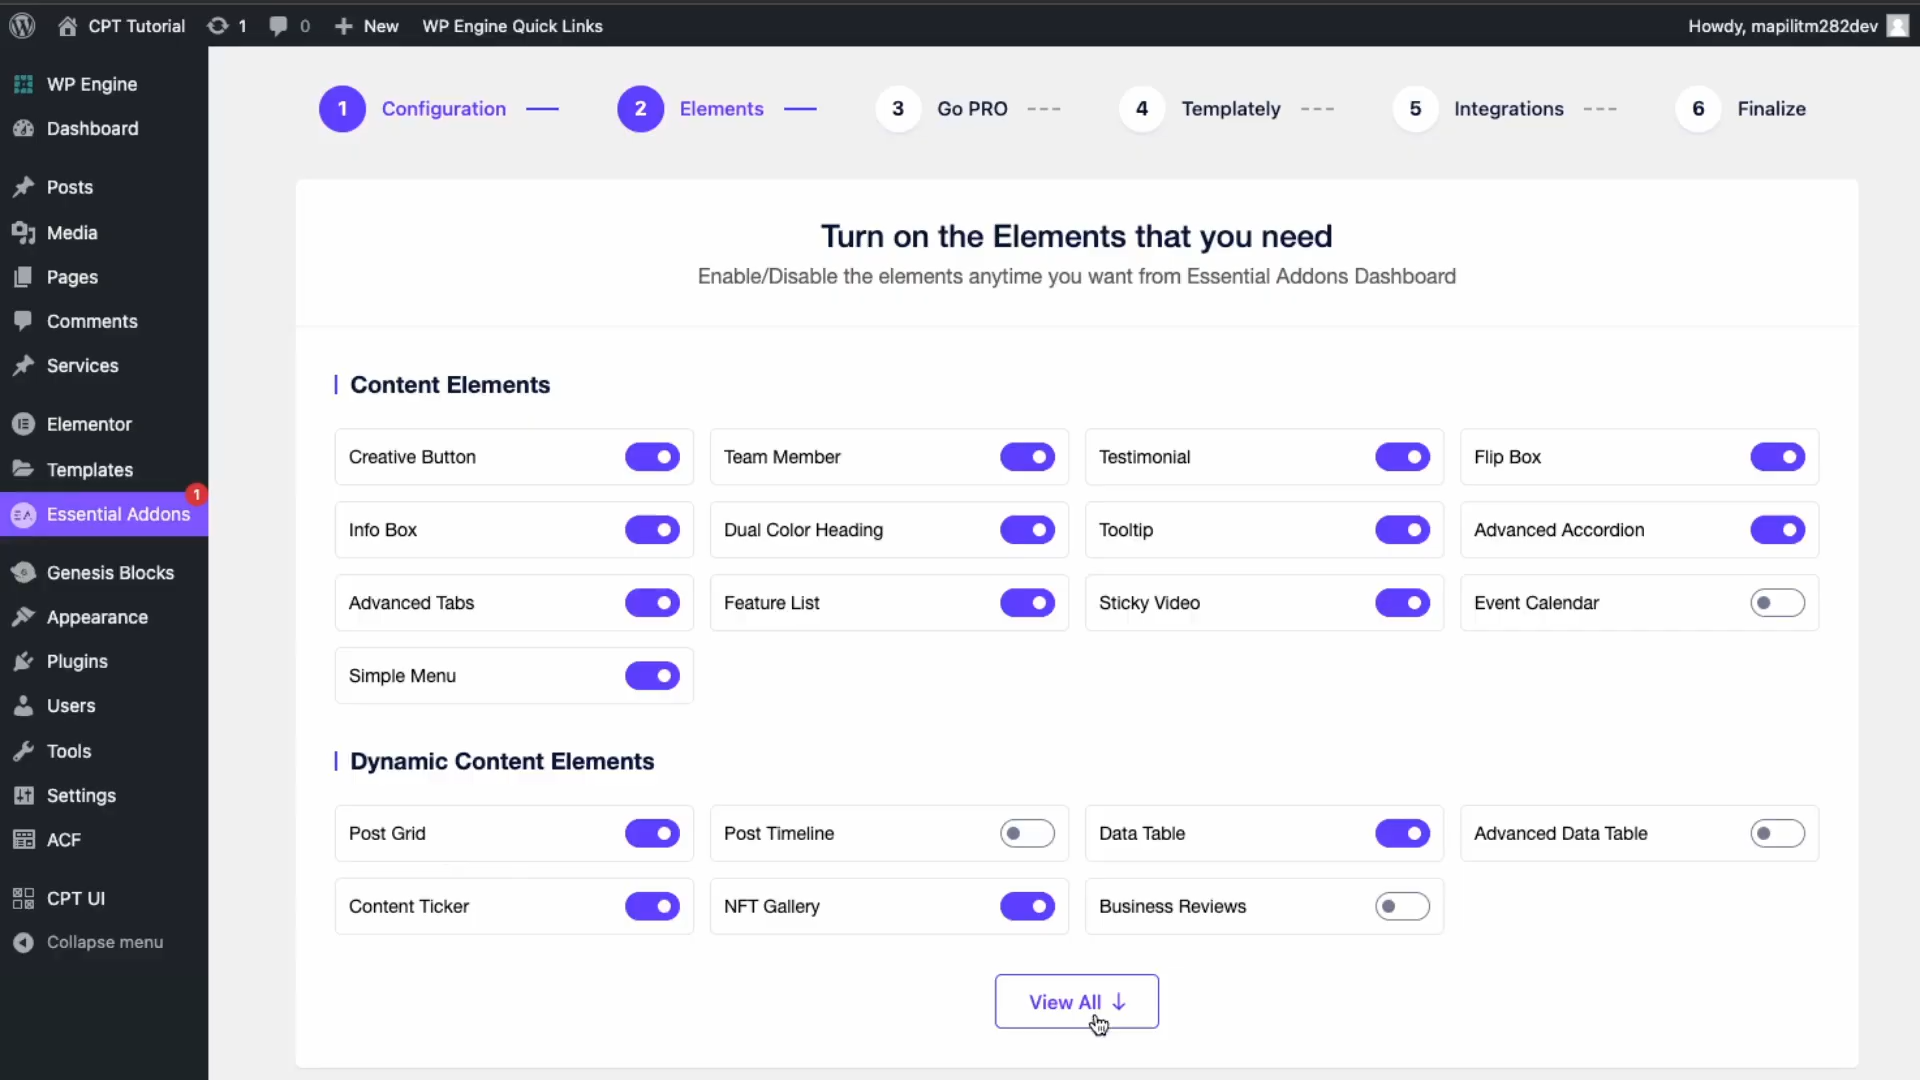 CPT Tutorial 1 0 New WP Engine Quick Links Howdy, mapilitm282dev
WP Engine
Dashboard
Posts
Media
Pages
Comments
Services
Elementor
Templates
1
Essential Addons
Genesis Blocks
Appearance
Plugins
Users
Tools
Settings
ACF
CPT UI
Collapse menu
1 Configuration 2 Elements 3 Go PRO 4 Templately 5 Integrations 6 Finalize
Turn on the Elements that you need
Enable/Disable the elements anytime you want from Essential Addons Dashboard
Content Elements
Creative Button Team Member Testimonial Flip Box
Info Box Dual Color Heading Tooltip Advanced Accordion
Advanced Tabs Feature List Sticky Video Event Calendar
Simple Menu
Dynamic Content Elements
Post Grid Post Timeline Data Table Advanced Data Table
Content Ticker NFT Gallery Business Reviews
View All ↓